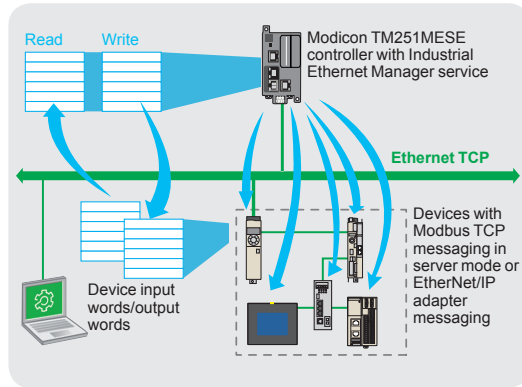 Read
Write
Modicon TM251MESE
controller with Industrial
Ethernet Manager service
Ethernet TCP
Device input
words/output
words
Devices with
Modbus TCP
messaging in
server mode or
EtherNet/IP
adapter
messaging